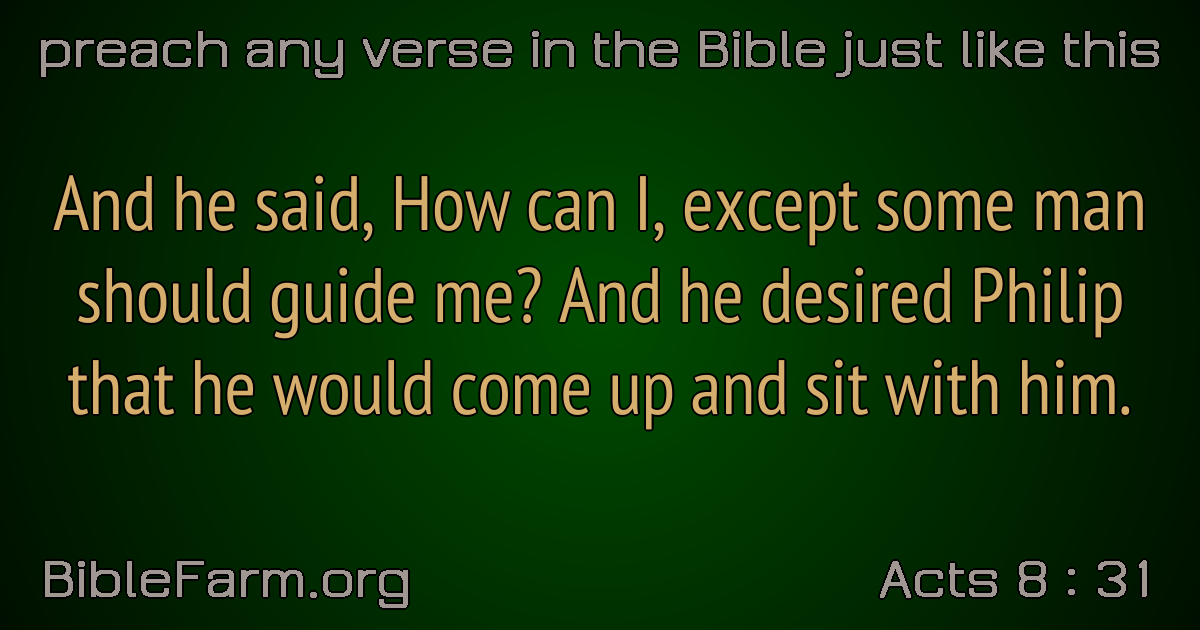 preach any verse in the Bible just like this
And he said, How can I, except some man
should guide me? And he desired Philip
that he would come up and sit with him.
BibleFarm.org
Acts 8 : 31